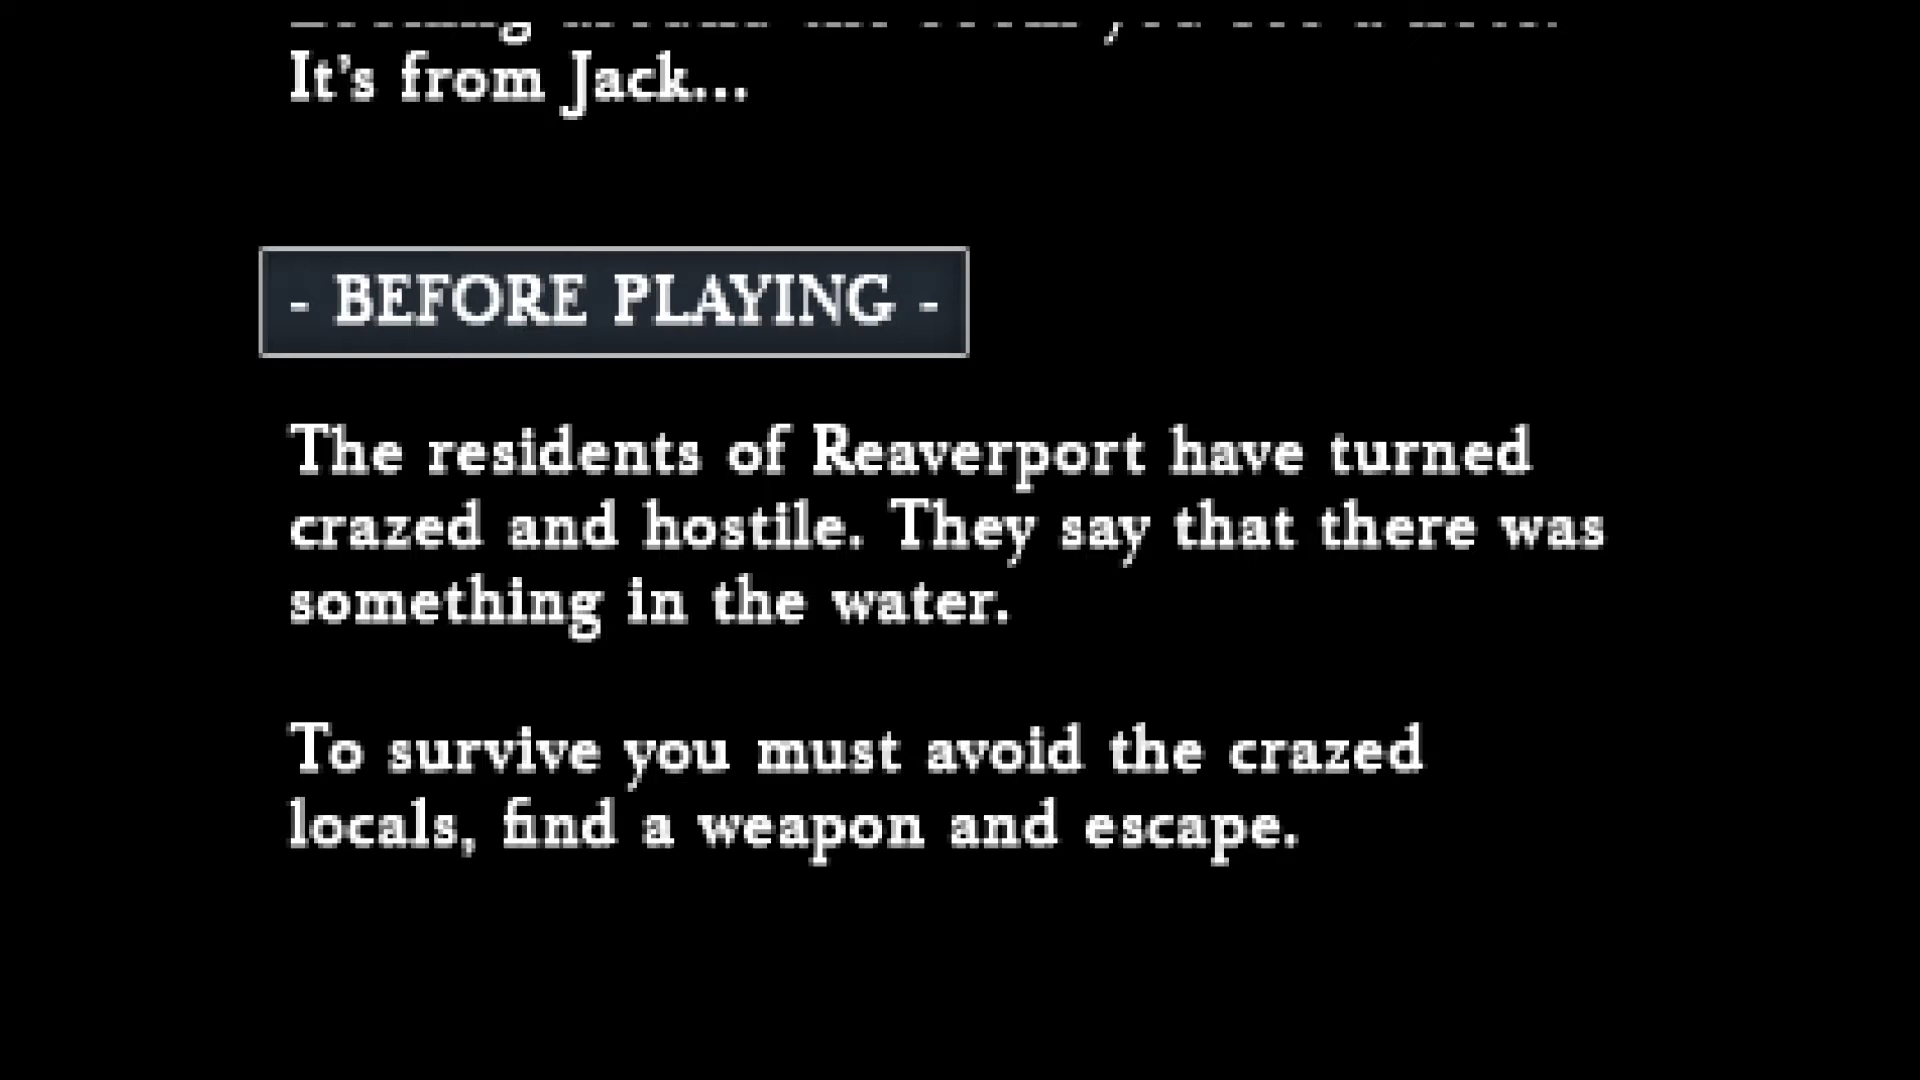 It's from Jack...
- BEFORE PLAYING -
The residents of Reaverport have turned
crazed and hostile. They say that there was
something in the water.
To survive you must avoid the crazed
locals, find a weapon and escape.